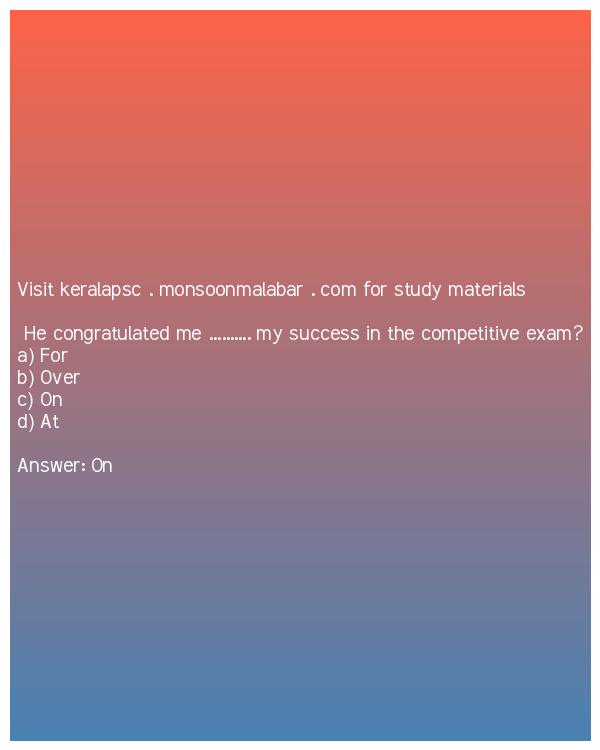 Visit keralapsc . monsoonmalabar . com for study materials
He congratulated me .......... my success in the competitive exam?
a) For
b) Over
c) On
d) At
Answer: On